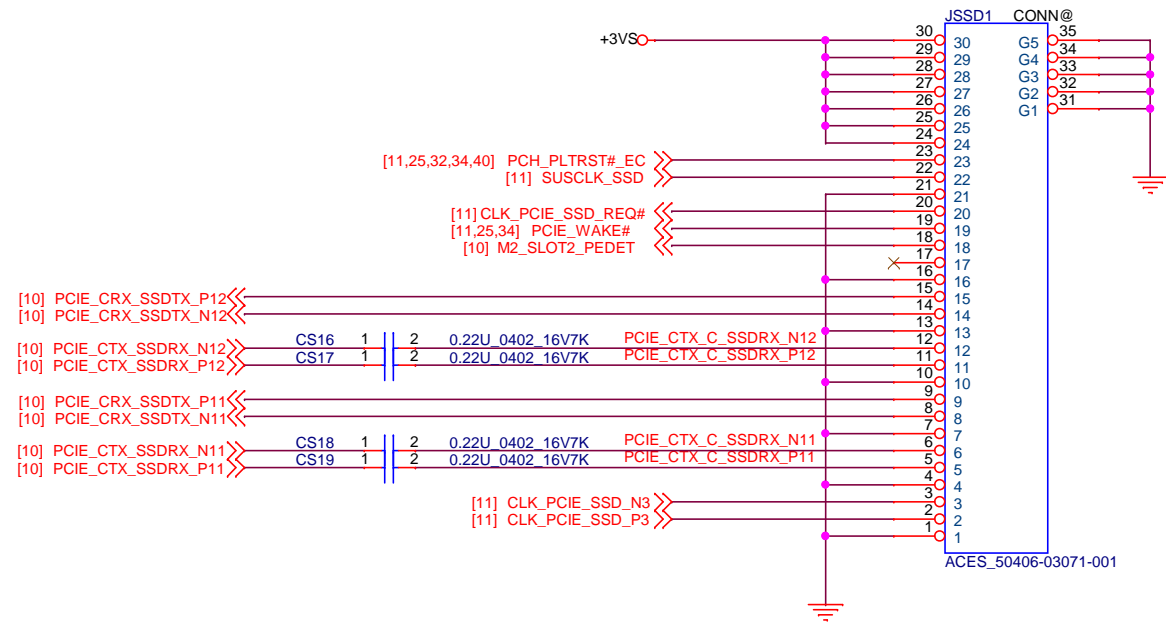 JSSD1 CONN@
+3VS
30 30 G5 35
29 29 G4 34
28 28 G3 33
27 27 G2 32
26 26 G1 31
25 25
24 24
[11,25,32,34,40] PCH_PLTRST#_EC 23 23
[11] SUSCLK_SSD 22 22
21 21
[11] CLK_PCIE_SSD_REQ# 20 20
[11,25,34] PCIE_WAKE# 19 19
[10] M2_SLOT2_PEDET 18 18
17 17
16 16
[10] PCIE_CRX_SSDTX_P12 15 15
[10] PCIE_CRX_SSDTX_N12 14 14
13 13
[10] PCIE_CTX_SSDRX_N12 CS16 1 2 0.22U_0402_16V7K PCIE_CTX_C_SSDRX_N12 12 12
[10] PCIE_CTX_SSDRX_P12 CS17 1 2 0.22U_0402_16V7K PCIE_CTX_C_SSDRX_P12 11 11
10 10
[10] PCIE_CRX_SSDTX_P11 9 9
[10] PCIE_CRX_SSDTX_N11 8 8
7 7
[10] PCIE_CTX_SSDRX_N11 CS18 1 2 0.22U_0402_16V7K PCIE_CTX_C_SSDRX_N11 6 6
[10] PCIE_CTX_SSDRX_P11 CS19 1 2 0.22U_0402_16V7K PCIE_CTX_C_SSDRX_P11 5 5
4 4
[11] CLK_PCIE_SSD_N3 3 3
[11] CLK_PCIE_SSD_P3 2 2
1 1
ACES_50406-03071-001